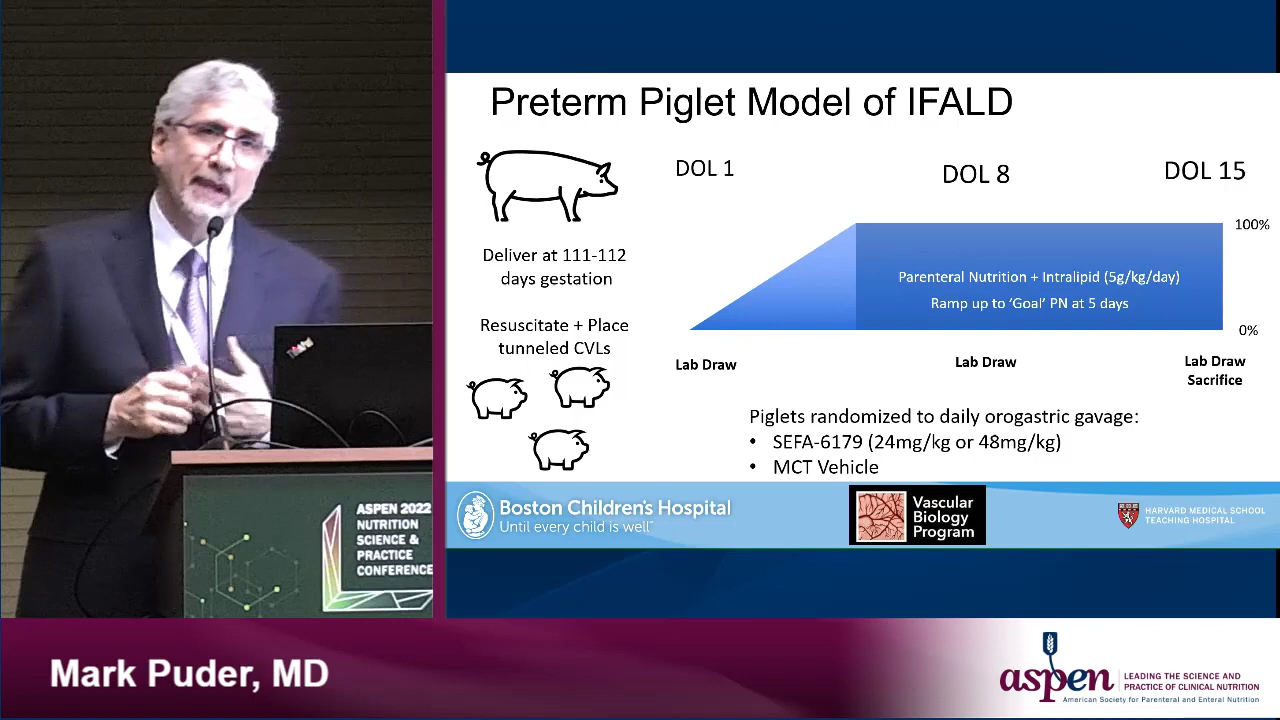 Preterm Piglet Model of IFALD
DOL 1
DOL 8
DOL 15
Deliver at 111-112
days gestation
Resuscitate + Place
tunneled CVLs
100%
Parenteral Nutrition + Intralipid (5g/kg/day)
Ramp up to ‘Goal’ PN at 5 days
0%
Lab Draw
Lab Draw
Lab Draw
Sacrifice
Piglets randomized to daily orogastric gavage:
• SEFA-6179 (24mg/kg or 48mg/kg)
• MCT Vehicle
Boston Children's Hospital
Until every child is well™
Vascular
Biology
Program
HARVARD MEDICAL SCHOOL
TEACHING HOSPITAL
ASPEN 2022
NUTRITION
SCIENCE &
PRACTICE
CONFERENCE
Mark Puder, MD
aspen
LEADING THE SCIENCE AND
PRACTICE OF CLINICAL NUTRITION
American Society for Parenteral and Enteral Nutrition